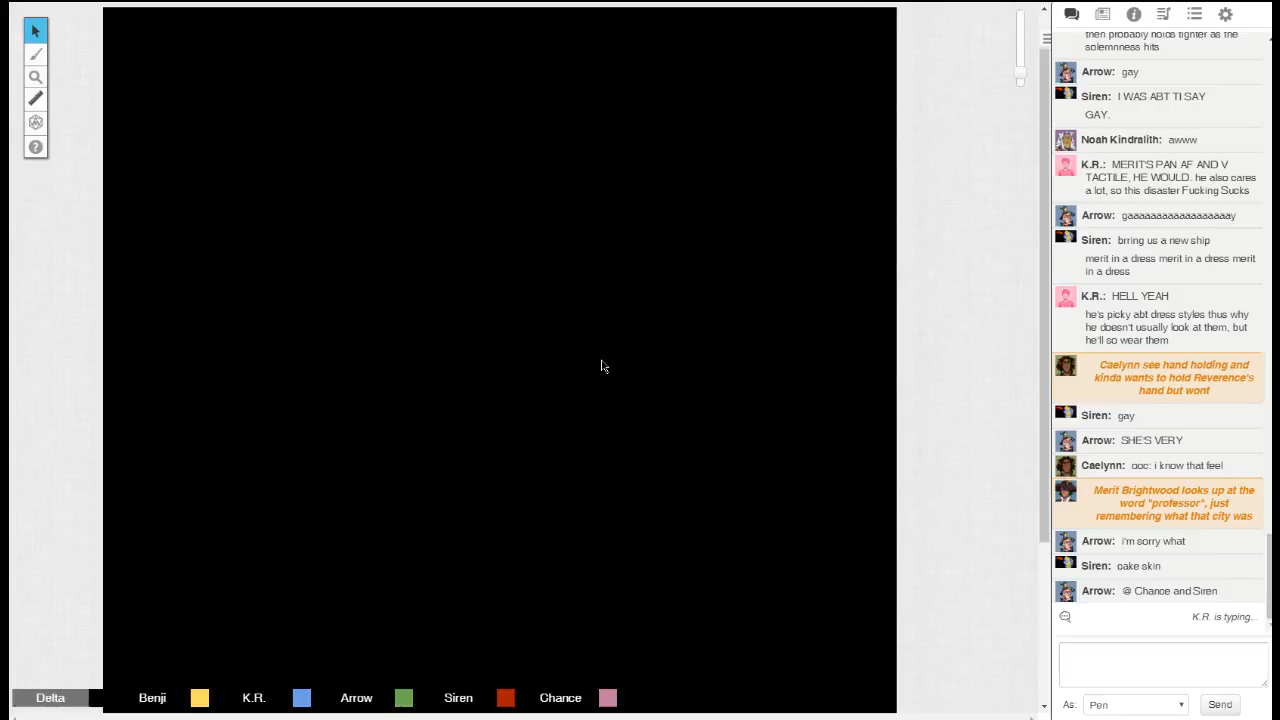 then probably holds tighter as the
solemnness hits
Arrow: gay
Siren: I WAS ABT TI SAY
GAY.
Noah Kindralith: awww
K.R.: MERIT'S PAN AF AND V
TACTILE, HE WOULD. he also cares
a lot, so this disaster Fucking Sucks
Arrow: gaaaaaaaaaaaaaaaaay
Siren: brring us a new ship
merit in a dress merit in a dress merit
in a dress
K.R.: HELL YEAH
he's picky abt dress styles thus why
he doesn't usually look at them, but
he'll so wear them
Caelynn see hand holding and
kinda wants to hold Reverence's
hand but wont
Siren: gay
Arrow: SHE'S VERY
Caelynn: ooc: i know that feel
Merit Brightwood looks up at the
word "professor", just
remembering what that city was
Arrow: i'm sorry what
Siren: cake skin
Arrow: @ Chance and Siren
K.R. is typing...
As: Pen Send
Delta Benji K.R. Arrow Siren Chance